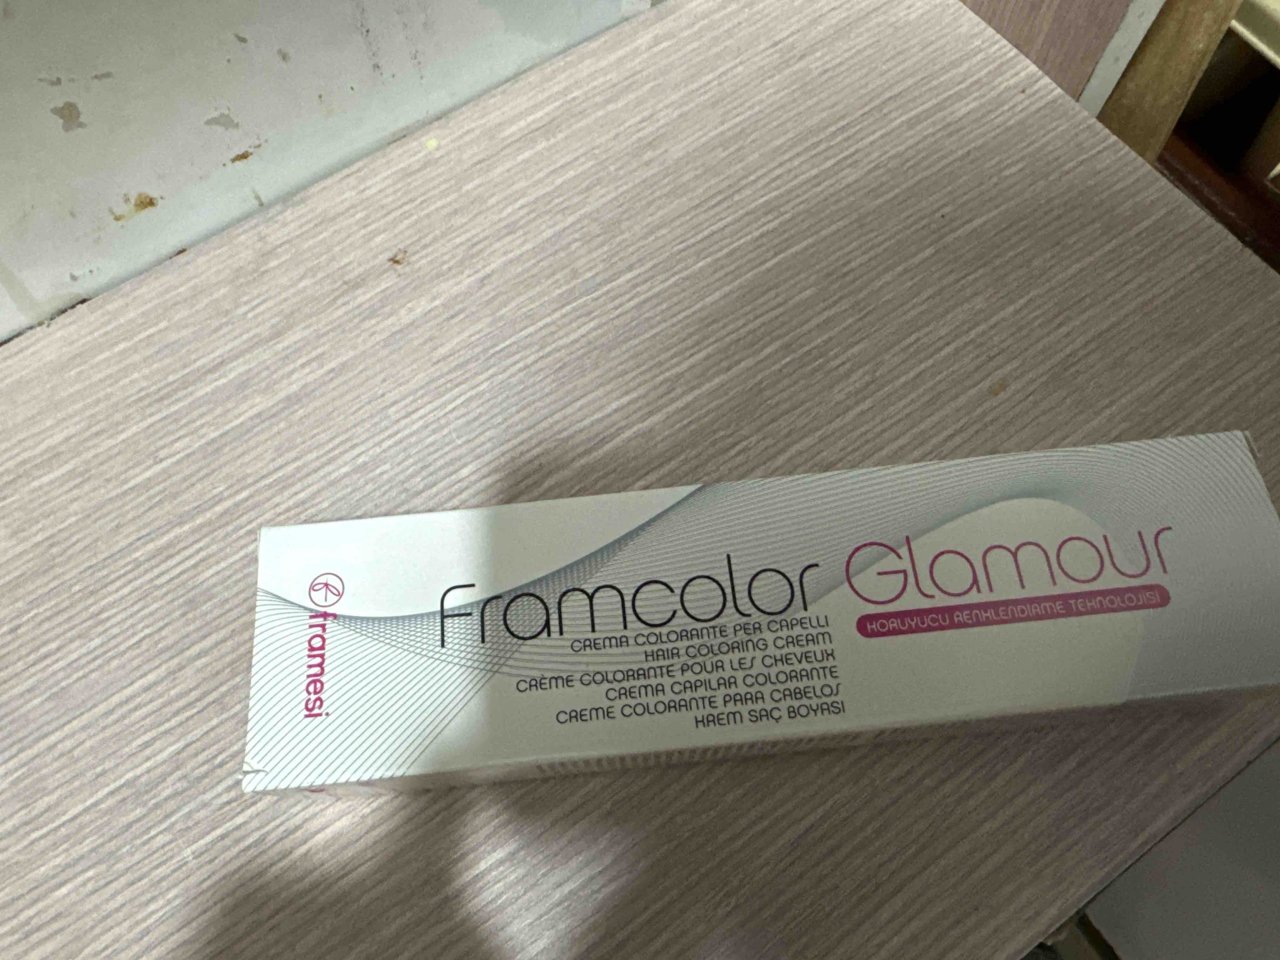 framesi
Framcolor Glamour
KORUYUCU RENKLENDİRME TEKNOLOJİSİ
CREMA COLORANTE PER CAPELLI
HAIR COLORING CREAM
CRÈME COLORANTE POUR LES CHEVEUX
CREMA CAPILAR COLORANTE
CREME COLORANTE PARA CABELOS
KREM SAÇ BOYASI